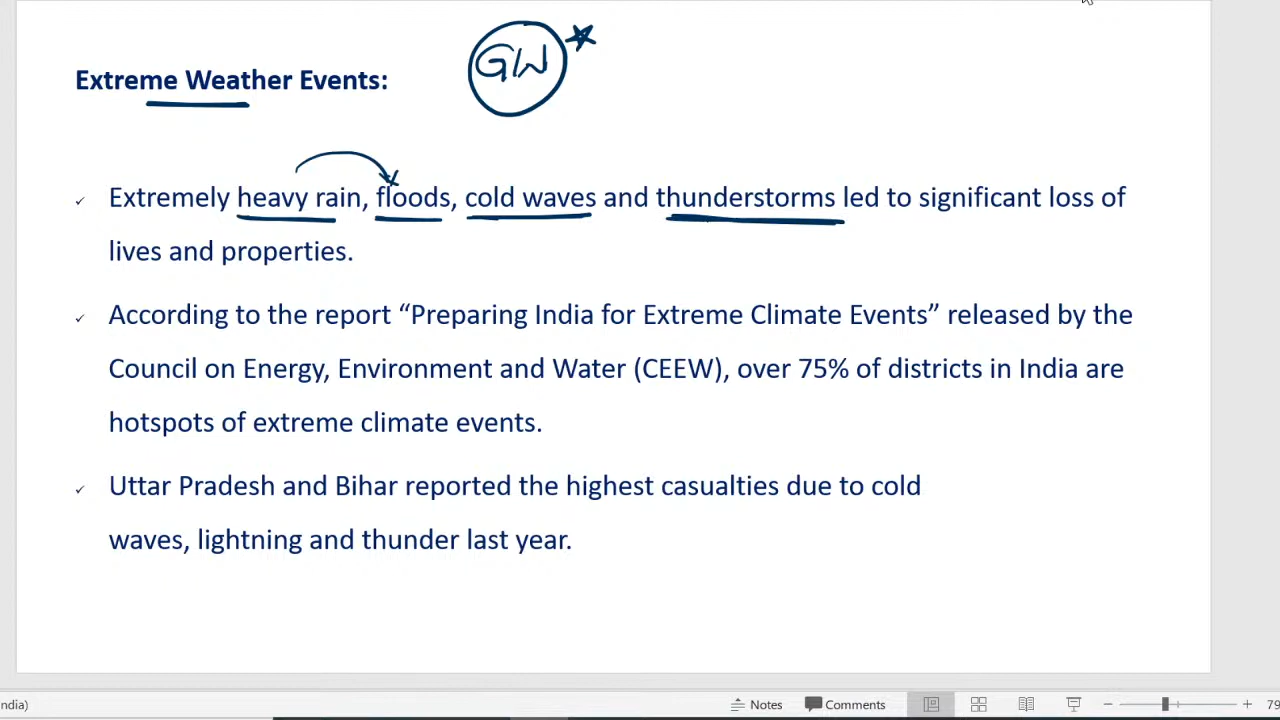 GW
Extreme Weather Events:
✓ Extremely heavy rain, floods, cold waves and thunderstorms led to significant loss of
lives and properties.
✓ According to the report “Preparing India for Extreme Climate Events” released by the
Council on Energy, Environment and Water (CEEW), over 75% of districts in India are
hotspots of extreme climate events.
✓ Uttar Pradesh and Bihar reported the highest casualties due to cold
waves, lightning and thunder last year.
ndia) Notes Comments 79